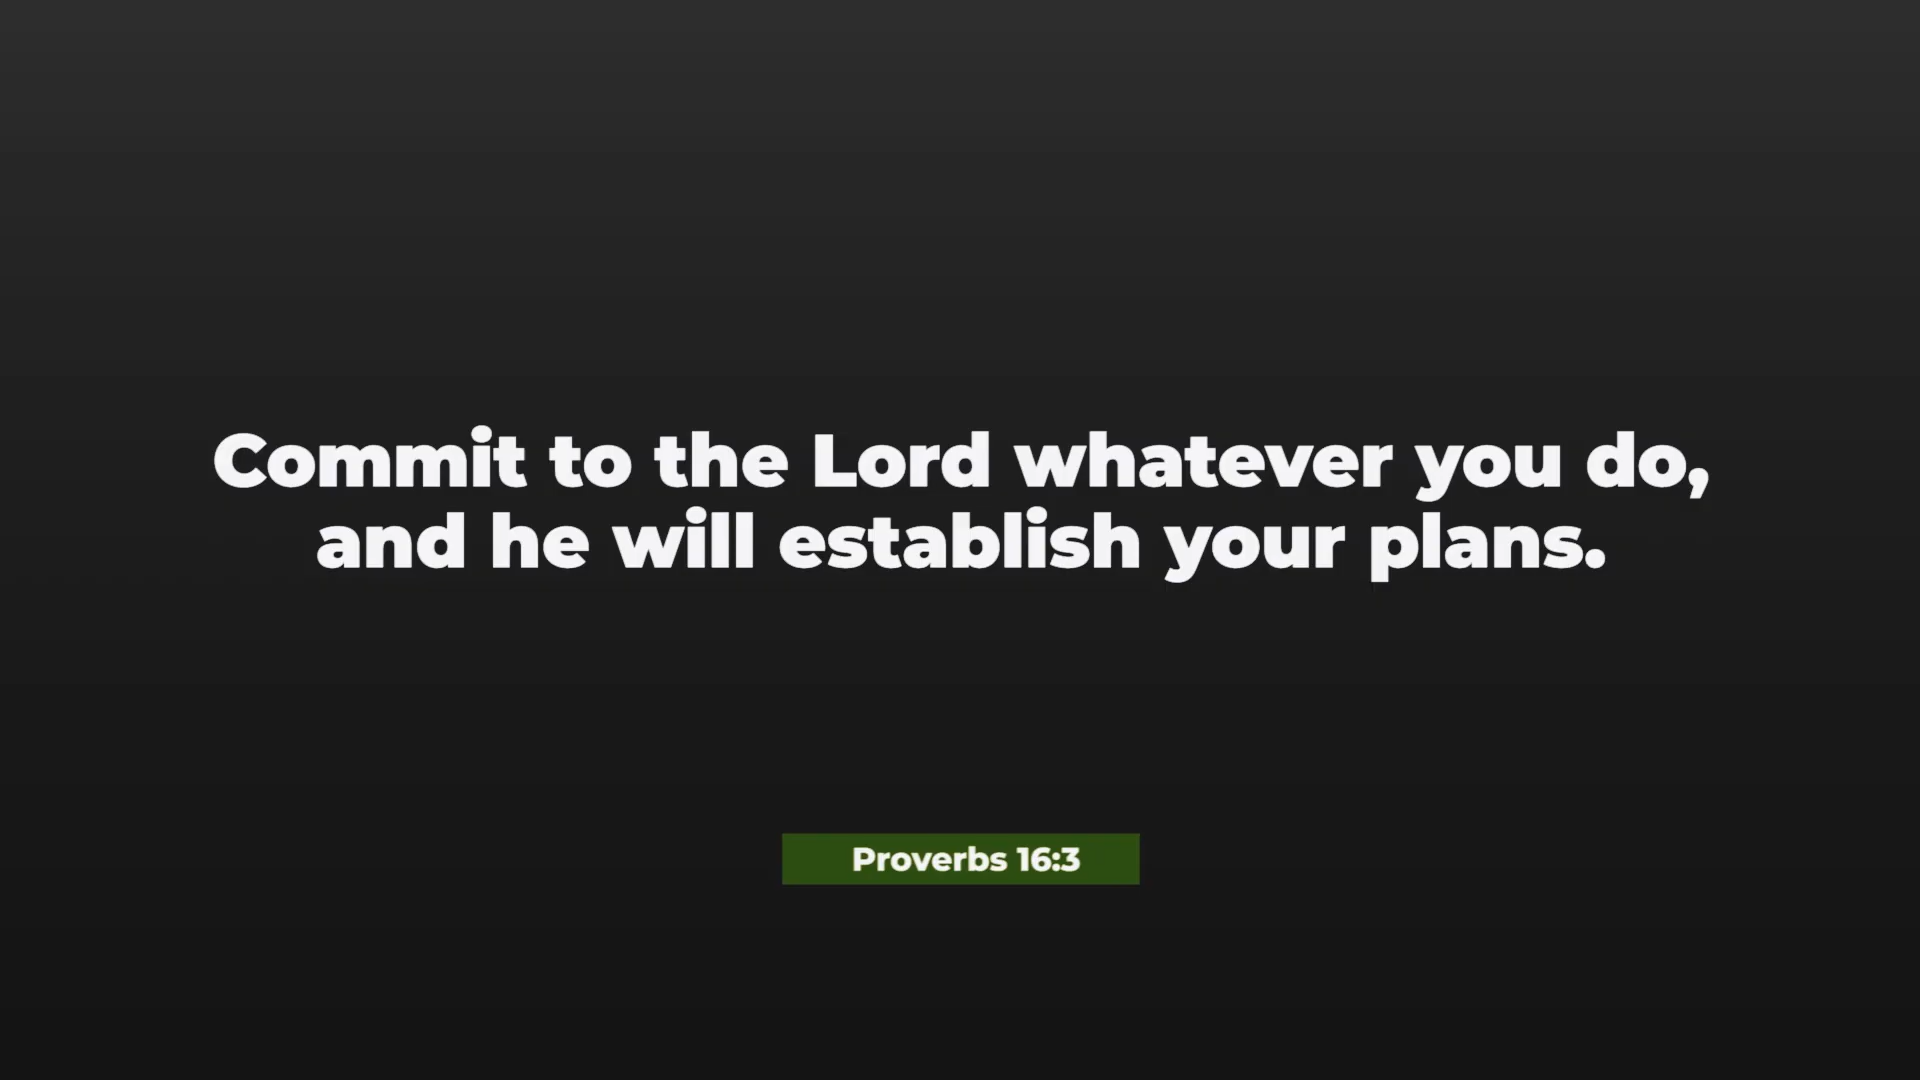 Commit to the Lord whatever you do,
and he will establish your plans.
Proverbs 16:3